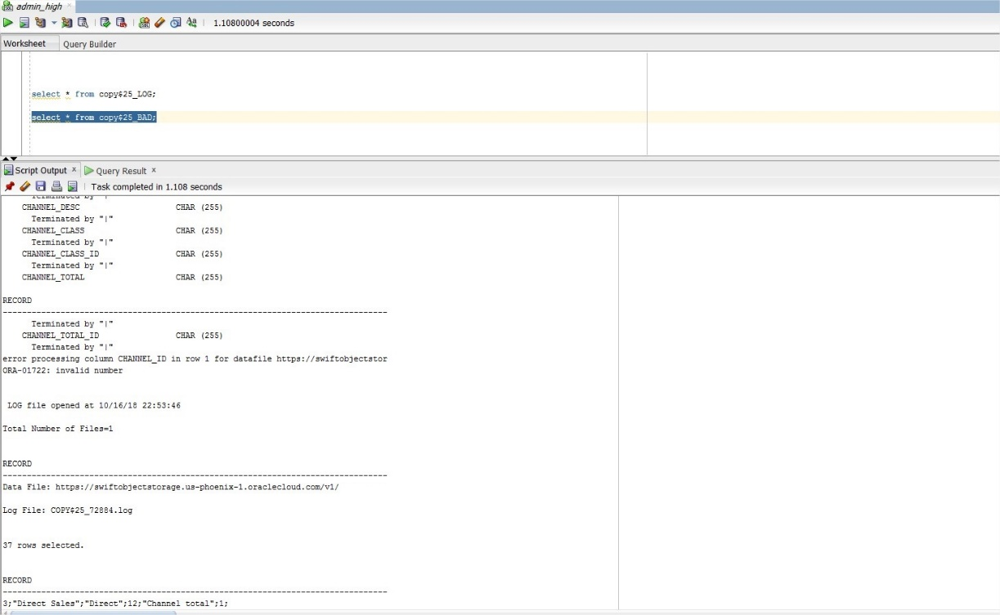 admin_high
1.10800004 seconds
Worksheet Query Builder
select * from copy$25_LOG;
select * from copy$25_BAD;
Script Output x Query Result x
Task completed in 1.108 seconds
Terminated by "|"
CHANNEL_DESC CHAR (255)
Terminated by "|"
CHANNEL_CLASS CHAR (255)
Terminated by "|"
CHANNEL_CLASS_ID CHAR (255)
Terminated by "|"
CHANNEL_TOTAL CHAR (255)
RECORD
--------------------------------------------------------------------------------
Terminated by "|"
CHANNEL_TOTAL_ID CHAR (255)
Terminated by "|"
error processing column CHANNEL_ID in row 1 for datafile https://swiftobjectstor
ORA-01722: invalid number
LOG file opened at 10/16/18 22:53:46
Total Number of Files=1
RECORD
--------------------------------------------------------------------------------
Data File: https://swiftobjectstorage.us-phoenix-1.oraclecloud.com/v1/
Log File: COPY$25_72884.log
37 rows selected.
RECORD
--------------------------------------------------------------------------------
3;"Direct Sales";"Direct";12;"Channel total";1;